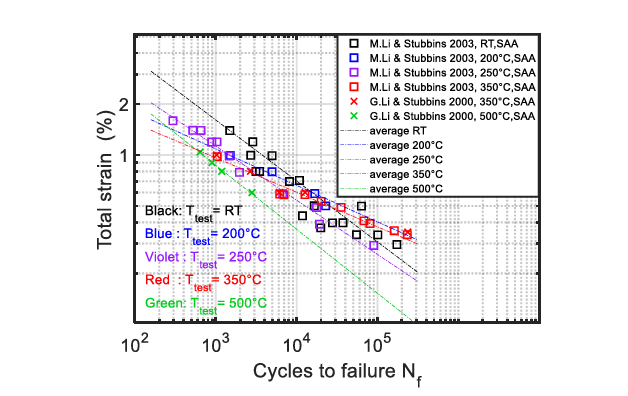 M.Li & Stubbins 2003, RT,SAA
M.Li & Stubbins 2003, 200°C,SAA
M.Li & Stubbins 2003, 250°C,SAA
M.Li & Stubbins 2003, 350°C,SAA
G.Li & Stubbins 2000, 350°C,SAA
G.Li & Stubbins 2000, 500°C,SAA
average RT
average 200°C
average 250°C
average 350°C
average 500°C
2
1
Total strain (%)
Black: Ttest= RT
Blue : Ttest= 200°C
Violet : Ttest= 250°C
Red : Ttest= 350°C
Green: Ttest= 500°C
10² 10³ 10⁴ 10⁵
Cycles to failure Nf